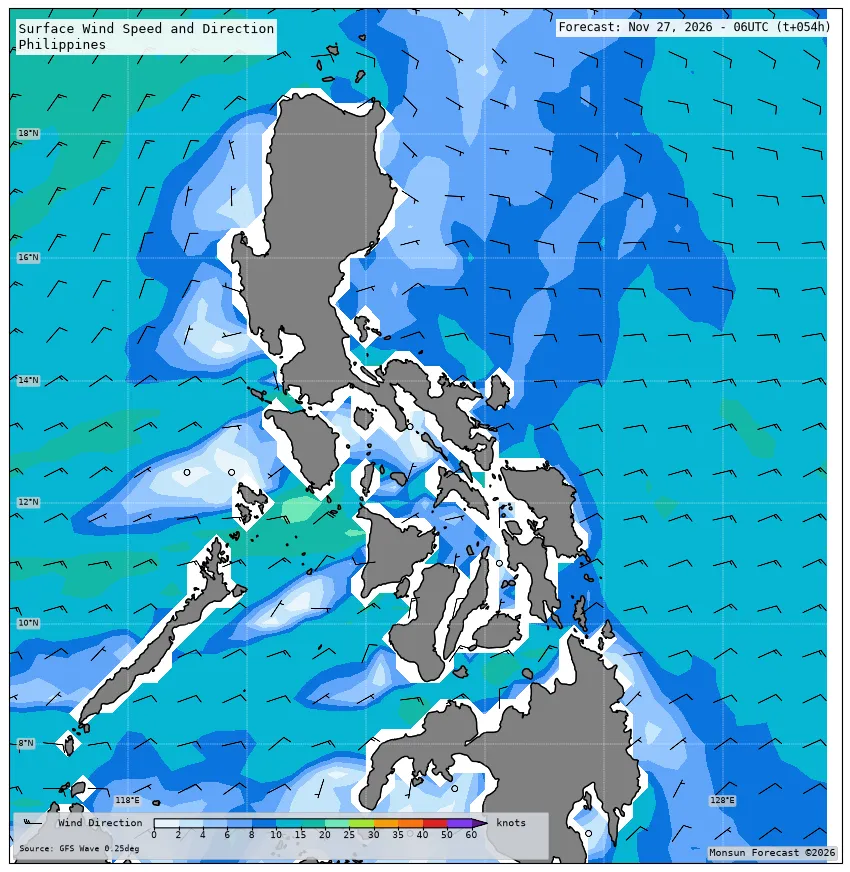 Surface Wind Speed and Direction
Philippines
Forecast: Nov 27, 2026 - 06UTC (t+054h)
18°N
16°N
14°N
12°N
10°N
8°N
118°E
128°E
Wind Direction
knots
0 2 4 6 8 10 15 20 25 30 35 40 50 60
Source: GFS Wave 0.25deg
Monsun Forecast ©2026